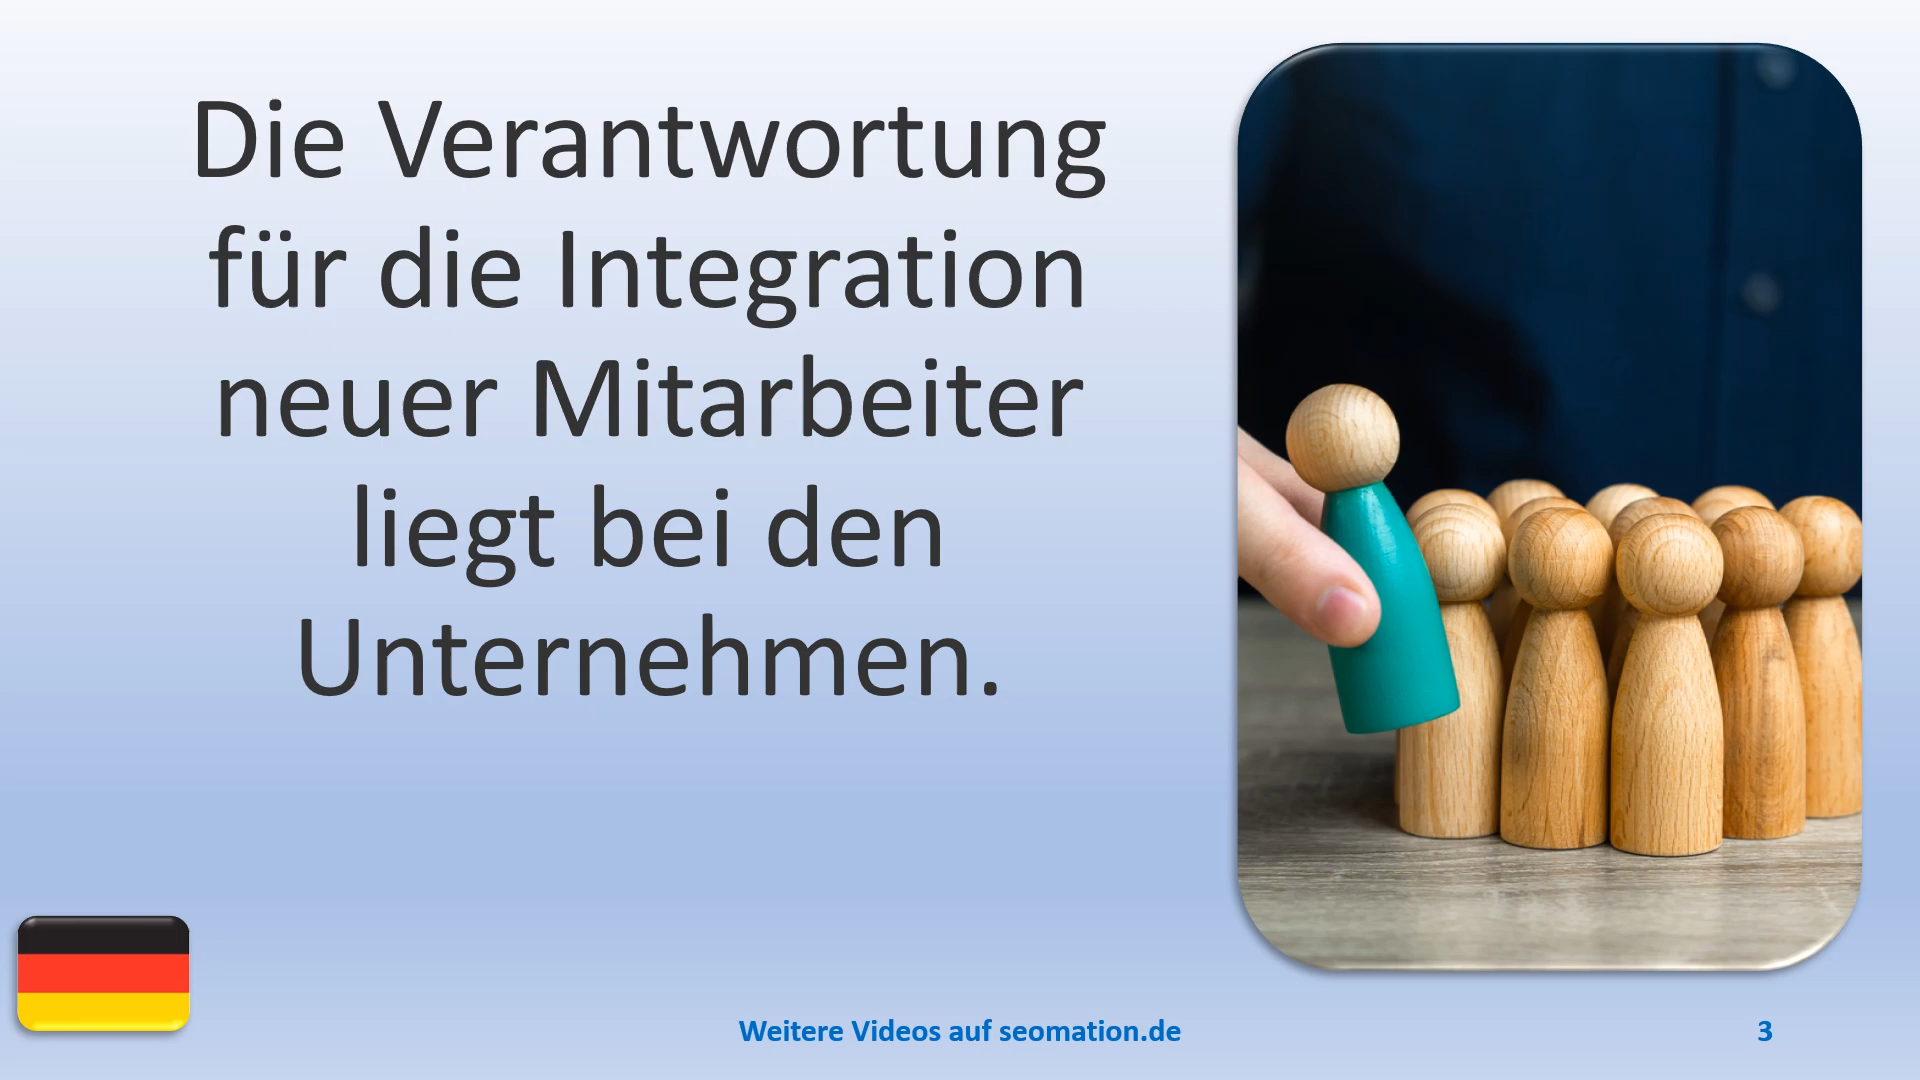 Die Verantwortung
für die Integration
neuer Mitarbeiter
liegt bei den
Unternehmen.
Weitere Videos auf seomation.de
3